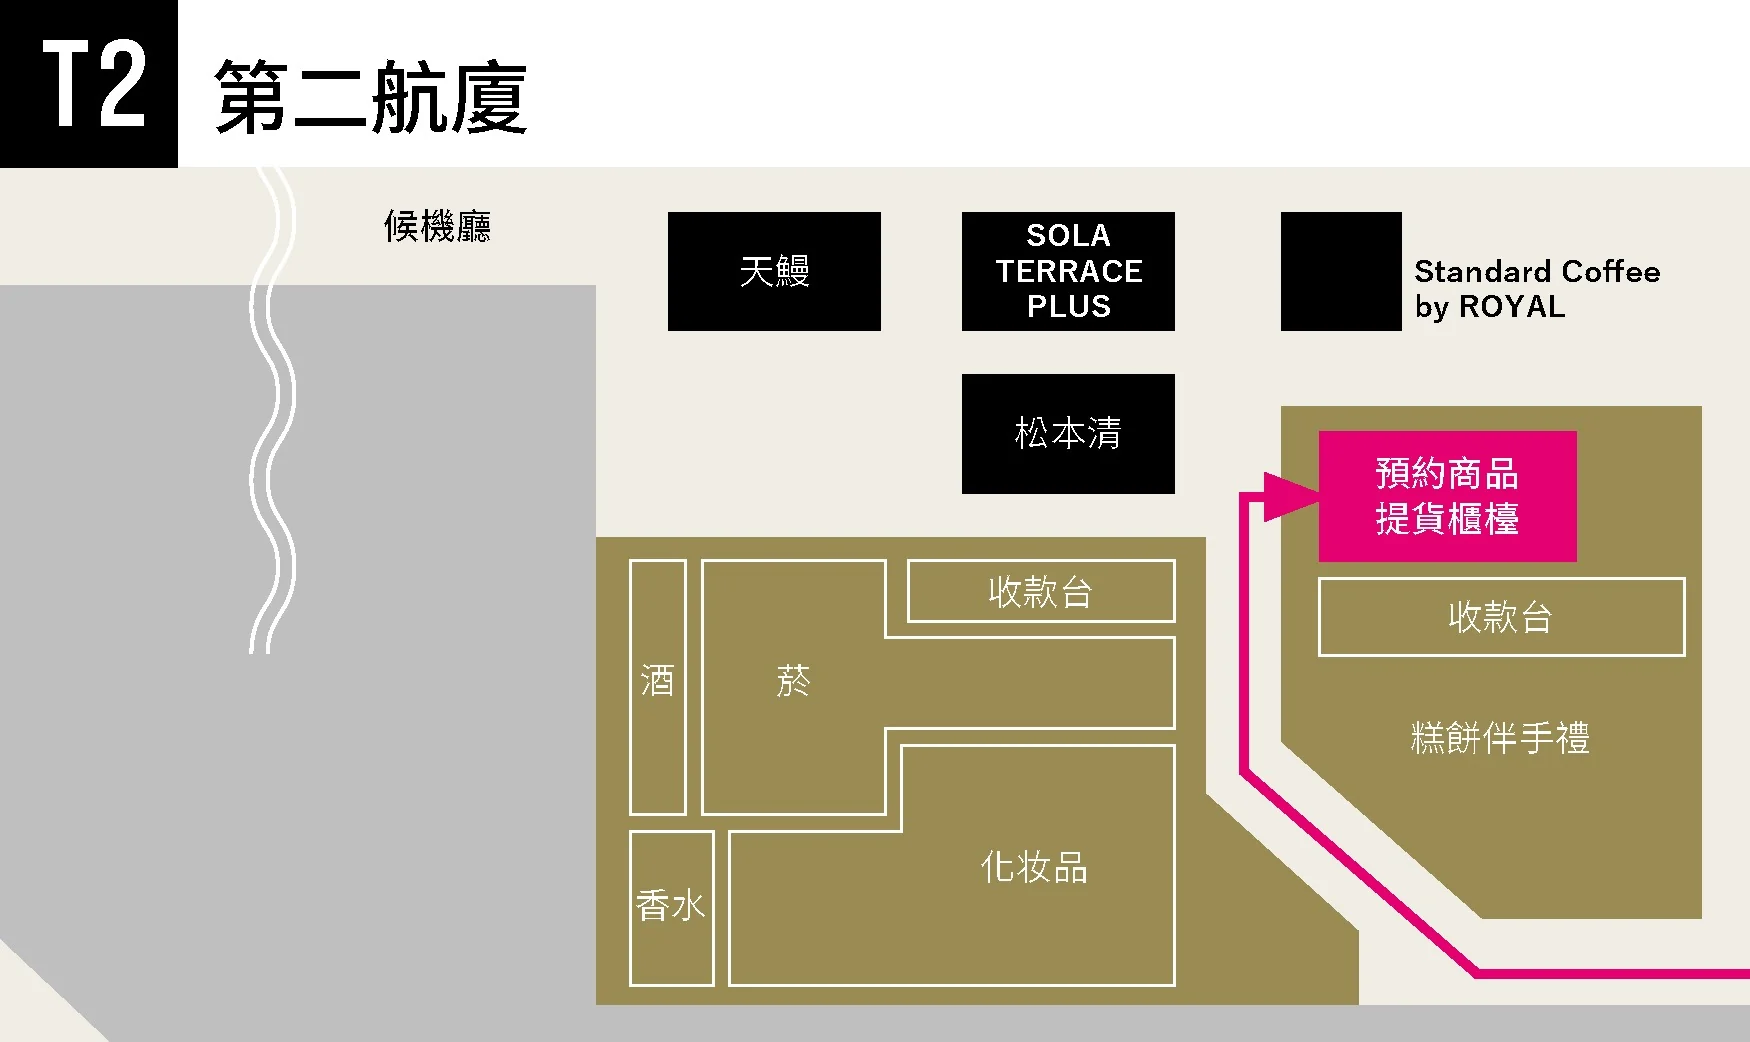 T2
第二航廈
候機廳
天鰻
SOLA
TERRACE
PLUS
Standard Coffee
by ROYAL
松本清
預約商品
提貨櫃檯
收款台
收款台
酒
菸
糕餅伴手禮
化妆品
香水